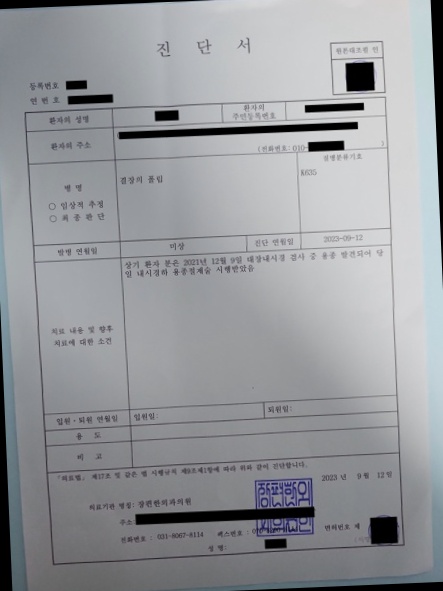 진 단 서
원본대조필 인
등록번호
연 번 호
환자의 성명
환자의
주민등록번호
환자의 주소
(전화번호: 010- )
병 명
○ 임상적 추정
○ 최 종 판 단
결장의 폴립
질병분류기호
K635
발병 연월일
미상
진단 연월일
2023-09-12
치료 내용 및 향후
치료에 대한 소견
상기 환자 분은 2021년 12월 9일 대장내시경 검사 중 용종 발견되어 당
일 내시경하 용종절제술 시행받았음
입원·퇴원 연월일
입원일:
퇴원일:
용 도
비 고
「의료법」 제17조 및 같은 법 시행규칙 제9조제1항에 따라 위와 같이 진단합니다.
2023 년 9월 12일
의료기관 명칭: 장편한외과의원
주소:
전화번호 : 031-8067-8114 팩스번호 :
면허번호 제
성 명: